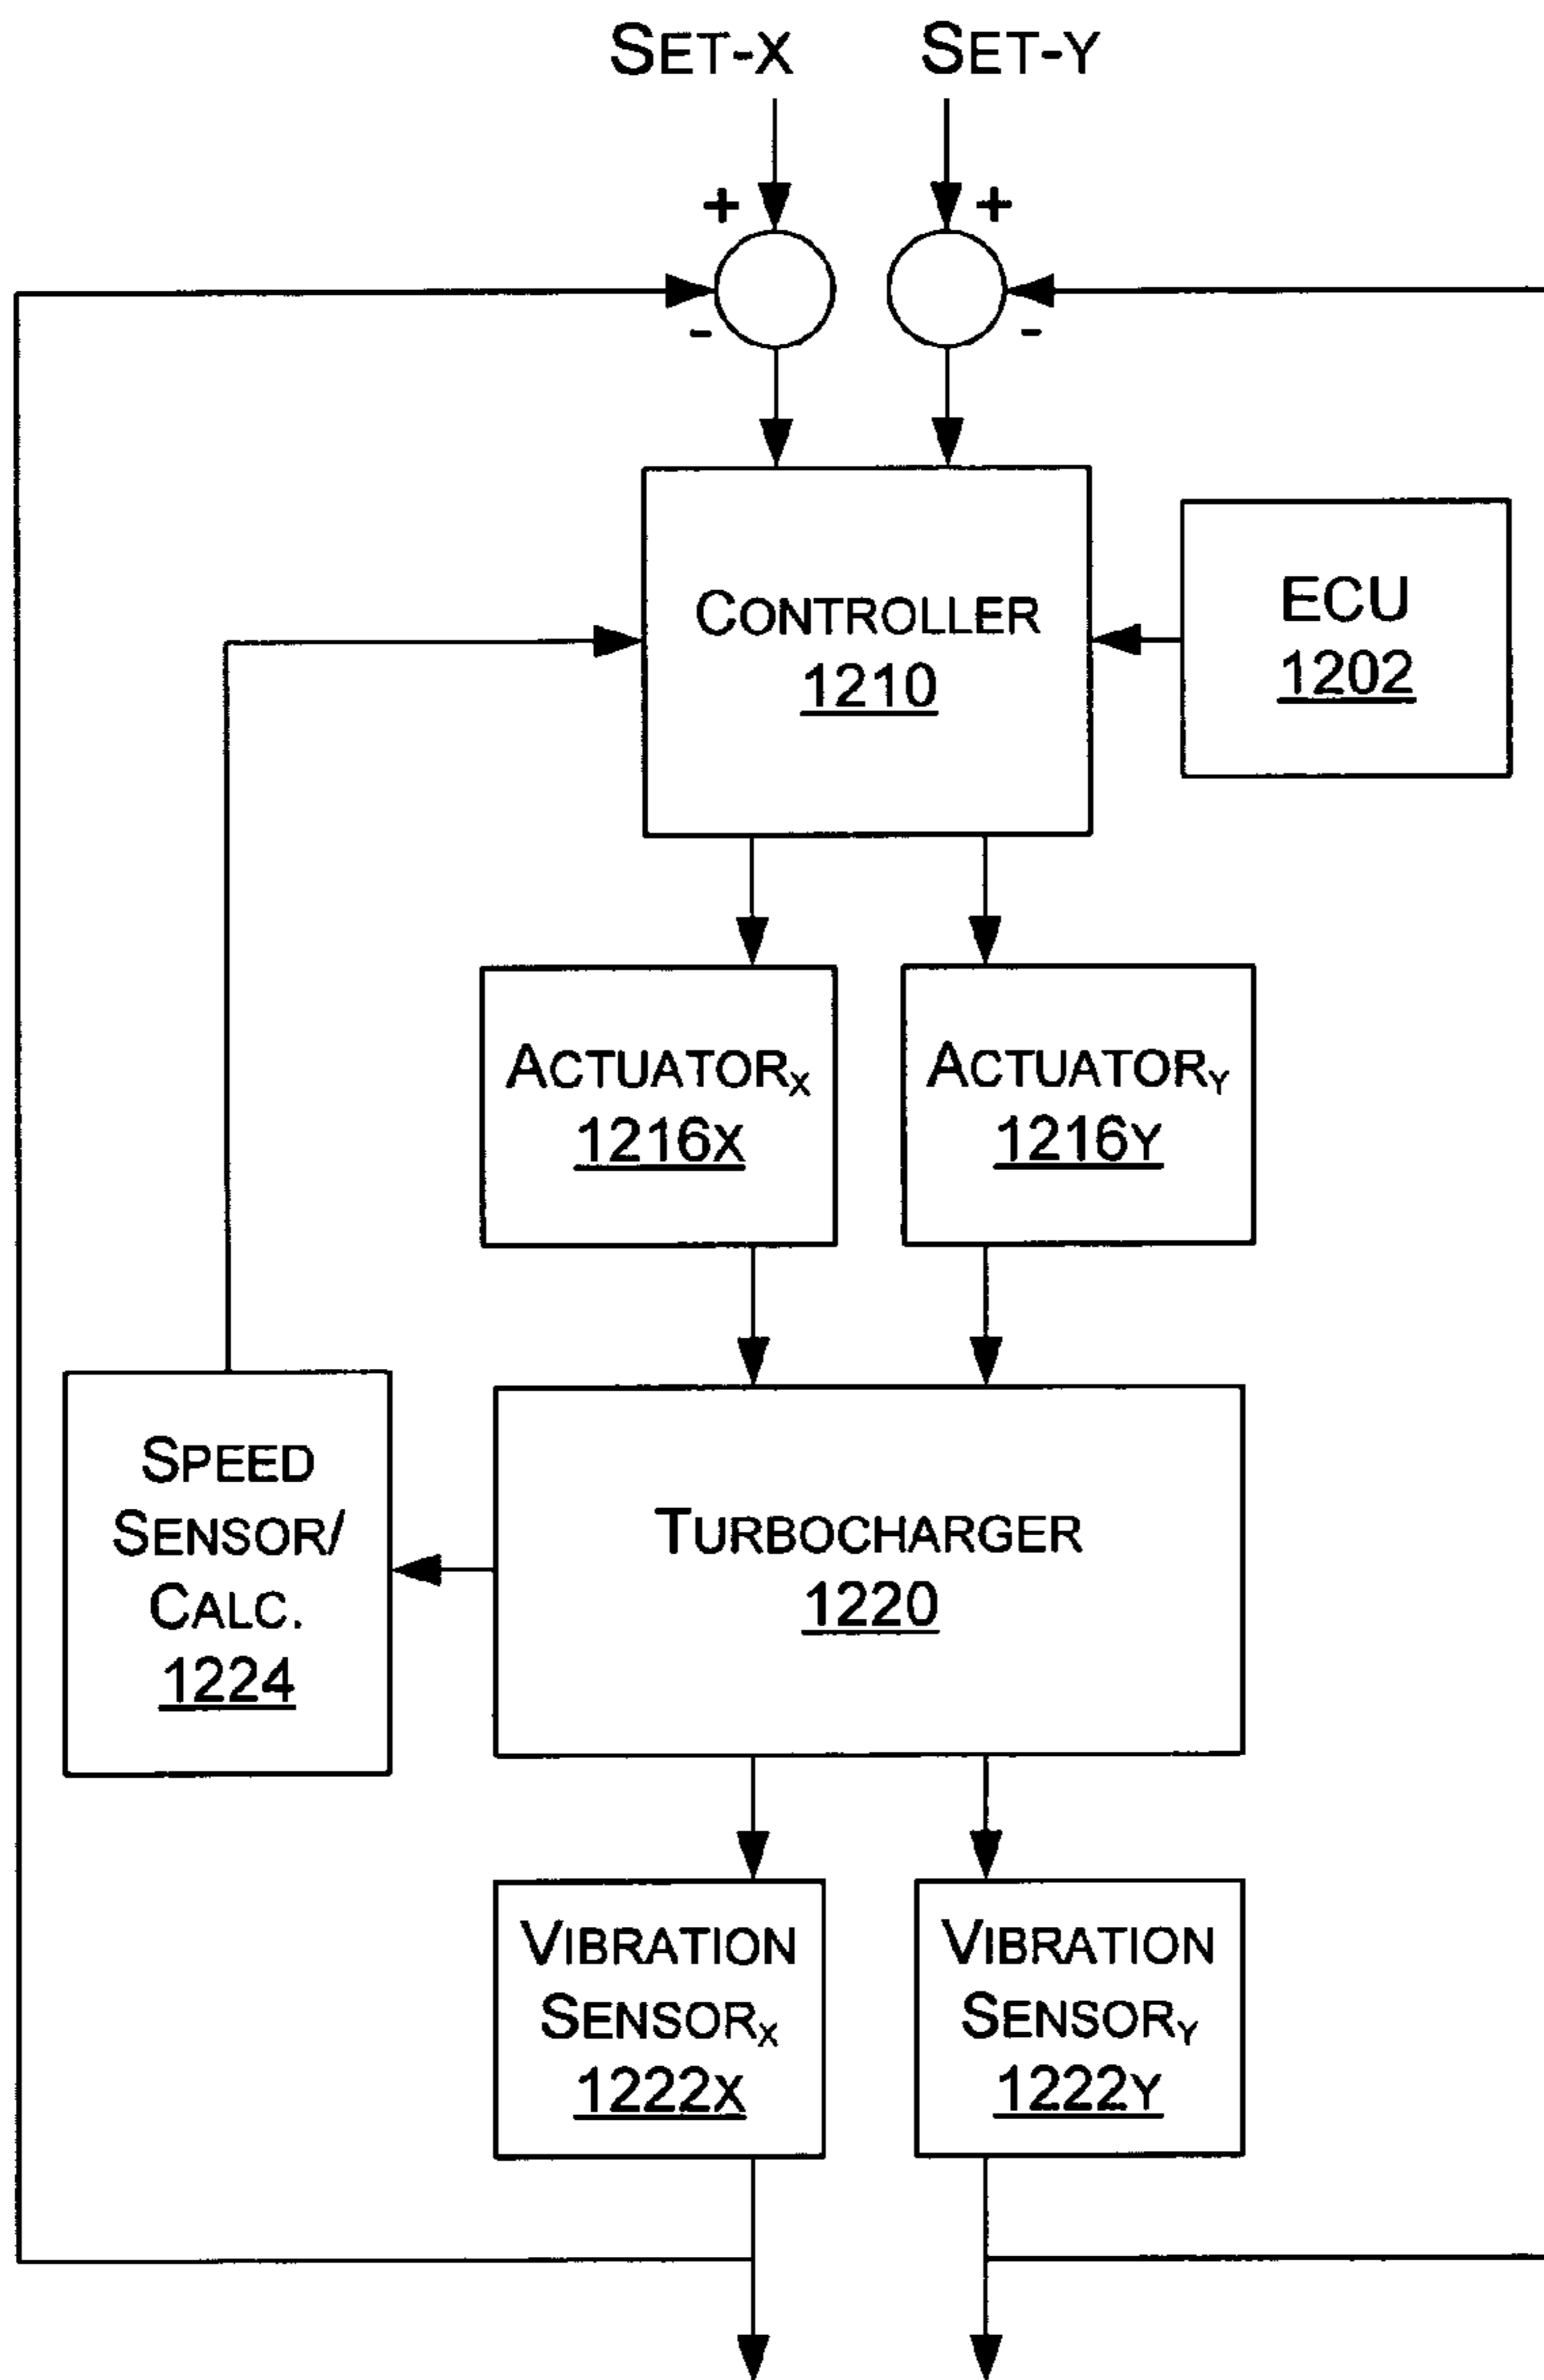 SET-X
SET-Y
+
+
-
-
CONTROLLER
1210
ECU
1202
ACTUATORX
1216X
ACTUATORY
1216Y
SPEED
SENSOR/
CALC.
1224
TURBOCHARGER
1220
VIBRATION
SENSORX
1222X
VIBRATION
SENSORY
1222Y